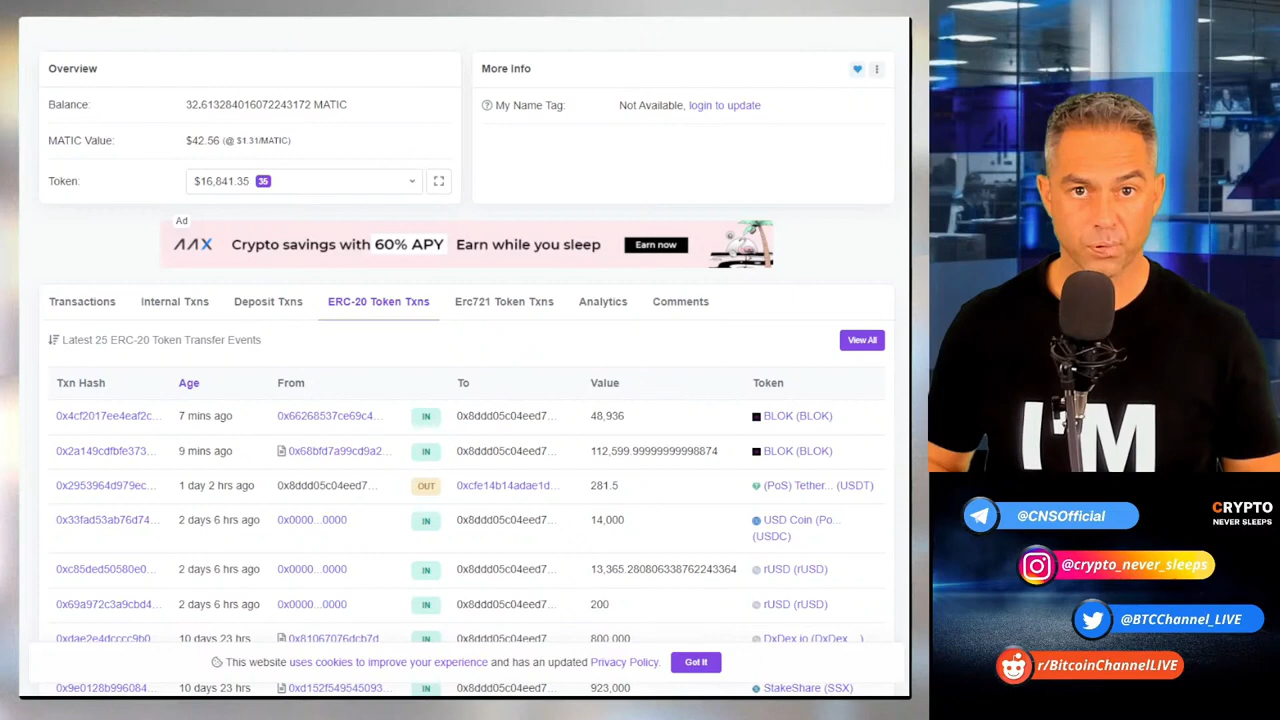 Overview
Balance: 32.613284016072243172 MATIC
MATIC Value: $42.56 (@ $1.31/MATIC)
Token: $16,841.35 35
More Info
My Name Tag: Not Available, login to update
Ad
AAX Crypto savings with 60% APY Earn while you sleep Earn now
Transactions Internal Txns Deposit Txns ERC-20 Token Txns Erc721 Token Txns Analytics Comments
Latest 25 ERC-20 Token Transfer Events View All
Txn Hash Age From To Value Token
0x4cf2017ee4eaf2c... 7 mins ago 0x66268537ce69c4... IN 0x8ddd05c04eed7... 48,936 BLOK (BLOK)
0x2a149cdfbfe373... 9 mins ago 0x68bfd7a99cd9a2... IN 0x8ddd05c04eed7... 112,599.99999999998874 BLOK (BLOK)
0x2953964d979ec... 1 day 2 hrs ago 0x8ddd05c04eed7... OUT 0xcfe14b14adae1d... 281.5 (PoS) Tether... (USDT)
0x33fad53ab76d74... 2 days 6 hrs ago 0x0000...0000 IN 0x8ddd05c04eed7... 14,000 USD Coin (Po...
(USDC)
0xc85ded50580e0... 2 days 6 hrs ago 0x0000...0000 IN 0x8ddd05c04eed7... 13,365.280806338762243364 rUSD (rUSD)
0x69a972c3a9cbd4... 2 days 6 hrs ago 0x0000...0000 IN 0x8ddd05c04eed7... 200 rUSD (rUSD)
0xdae2e4dcccc9b0... 10 days 23 hrs 0x81067076dcb7d... IN 0x8ddd05c04eed7... 800,000 DxDex.io (DxDex ...)
This website uses cookies to improve your experience and has an updated Privacy Policy. Got It
0x9e0128b996084... 10 days 23 hrs 0xd152f549545093... IN 0x8ddd05c04eed7... 923,000 StakeShare (SSX)
I'M
@CNSOfficial
CRYPTO
NEVER SLEEPS
@crypto_never_sleeps
@BTCChannel_LIVE
r/BitcoinChannelLIVE